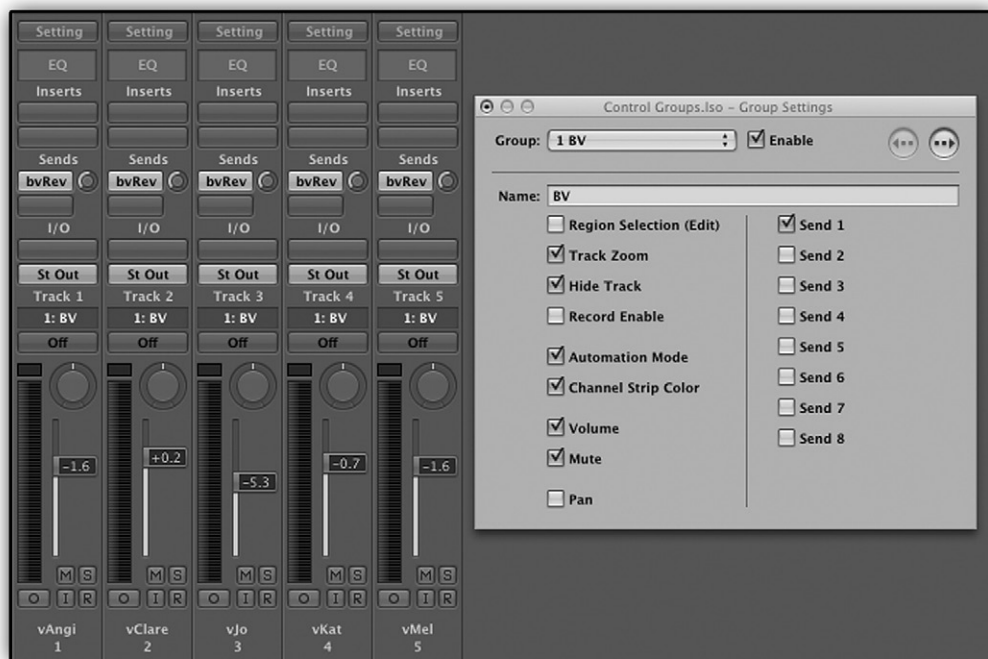 Setting Setting Setting Setting Setting
EQ EQ EQ EQ EQ
Inserts Inserts Inserts Inserts Inserts
Sends Sends Sends Sends Sends
bvRev bvRev bvRev bvRev bvRev
I/O I/O I/O I/O I/O
St Out St Out St Out St Out St Out
Track 1 Track 2 Track 3 Track 4 Track 5
1: BV 1: BV 1: BV 1: BV 1: BV
Off Off Off Off Off
-1.6 +0.2 -5.3 -0.7 -1.6
M S M S M S M S M S
I R I R I R I R I R
vAngi vClare vJo vKat vMel
1 2 3 4 5
Control Groups.lso – Group Settings
Group: 1 BV Enable
Name: BV
Region Selection (Edit)
Track Zoom
Hide Track
Record Enable
Automation Mode
Channel Strip Color
Volume
Mute
Pan
Send 1
Send 2
Send 3
Send 4
Send 5
Send 6
Send 7
Send 8